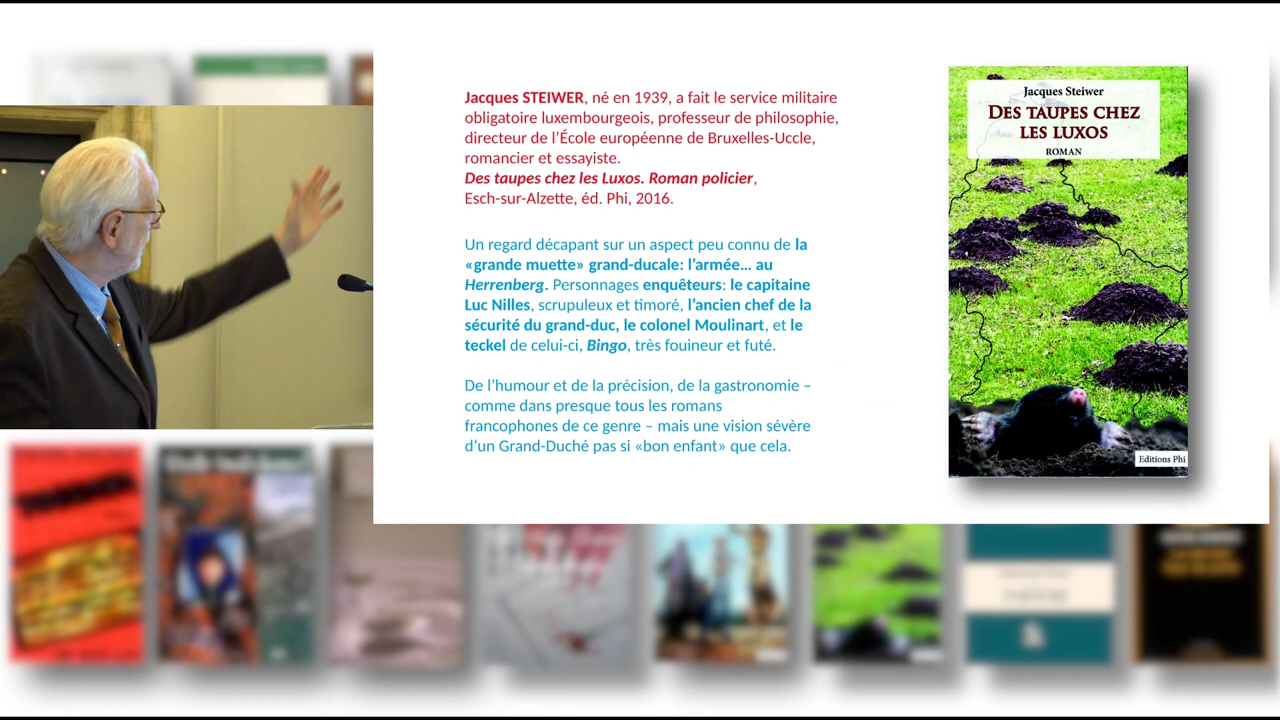 Jacques STEIWER, né en 1939, a fait le service militaire
obligatoire luxembourgeois, professeur de philosophie,
directeur de l’École européenne de Bruxelles-Uccle,
romancier et essayiste.
Des taupes chez les Luxos. Roman policier,
Esch-sur-Alzette, éd. Phi, 2016.
Un regard décapant sur un aspect peu connu de la
«grande muette» grand-ducale: l’armée… au
Herrenberg. Personnages enquêteurs: le capitaine
Luc Nilles, scrupuleux et timoré, l’ancien chef de la
sécurité du grand-duc, le colonel Moulinart, et le
teckel de celui-ci, Bingo, très fouineur et futé.
De l’humour et de la précision, de la gastronomie –
comme dans presque tous les romans
francophones de ce genre – mais une vision sévère
d’un Grand-Duché pas si «bon enfant» que cela.
Jacques Steiwer
DES TAUPES CHEZ
LES LUXOS
ROMAN
Editions Phi